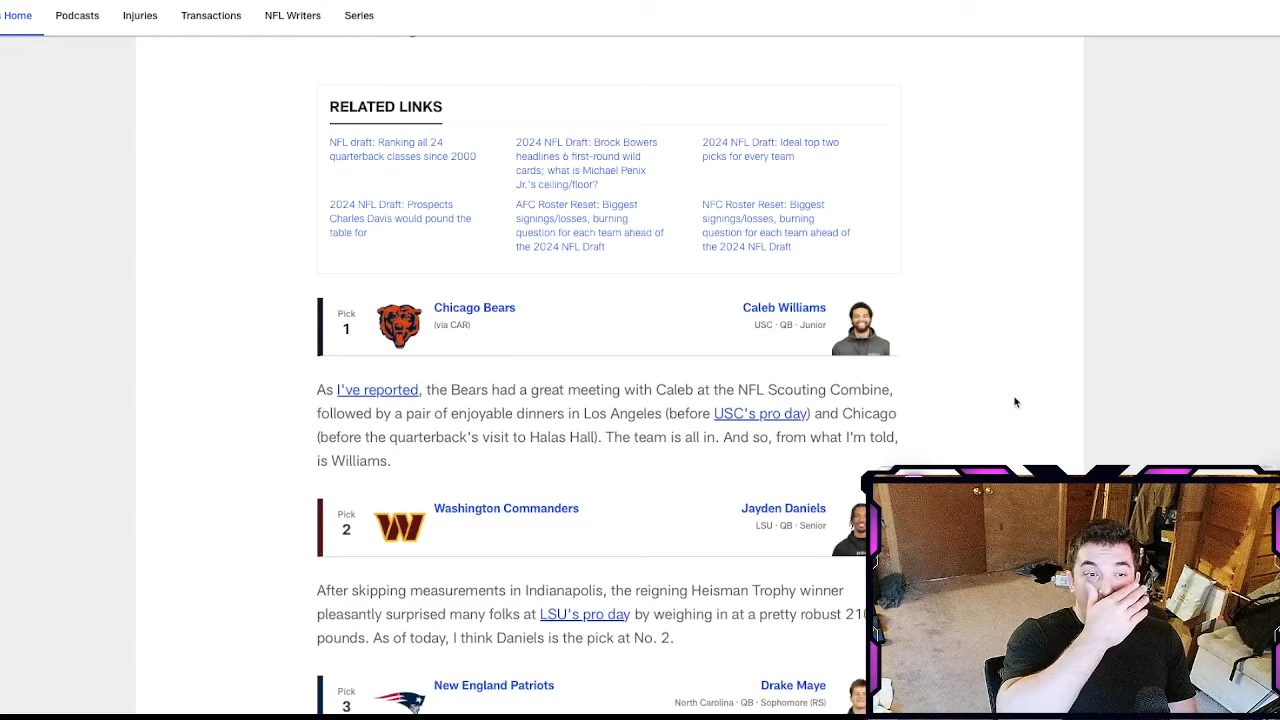 Home
Podcasts
Injuries
Transactions
NFL Writers
Series
RELATED LINKS
NFL draft: Ranking all 24
quarterback classes since 2000
2024 NFL Draft: Brock Bowers
headlines 6 first-round wild
cards; what is Michael Penix
Jr.'s ceiling/floor?
2024 NFL Draft: Ideal top two
picks for every team
2024 NFL Draft: Prospects
Charles Davis would pound the
table for
AFC Roster Reset: Biggest
signings/losses, burning
question for each team ahead of
the 2024 NFL Draft
NFC Roster Reset: Biggest
signings/losses, burning
question for each team ahead of
the 2024 NFL Draft
Pick
1
Chicago Bears
(via CAR)
Caleb Williams
USC · QB · Junior
As I've reported, the Bears had a great meeting with Caleb at the NFL Scouting Combine,
followed by a pair of enjoyable dinners in Los Angeles (before USC's pro day) and Chicago
(before the quarterback's visit to Halas Hall). The team is all in. And so, from what I'm told,
is Williams.
Pick
2
W
Washington Commanders
Jayden Daniels
LSU · QB · Senior
After skipping measurements in Indianapolis, the reigning Heisman Trophy winner
pleasantly surprised many folks at LSU's pro day by weighing in at a pretty robust
pounds. As of today, I think Daniels is the pick at No. 2.
Pick
3
New England Patriots
Drake Maye
North Carolina · QB · Sophomore (RS)